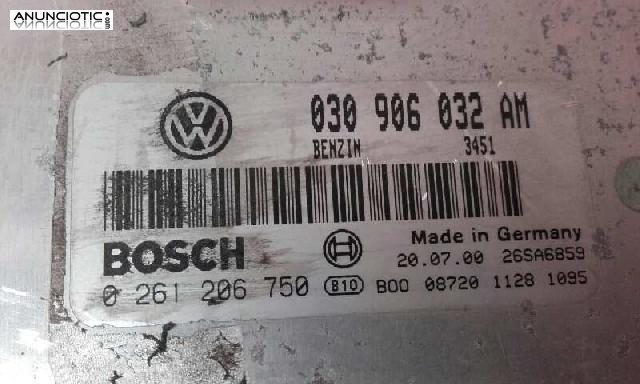 ANUNCIOTIC.com
030 906 032 AM
BENZIN 3451
BOSCH
Made in Germany
20.07.00 26SA6859
0 261 206 750 B10 B00 08720 1128 1095